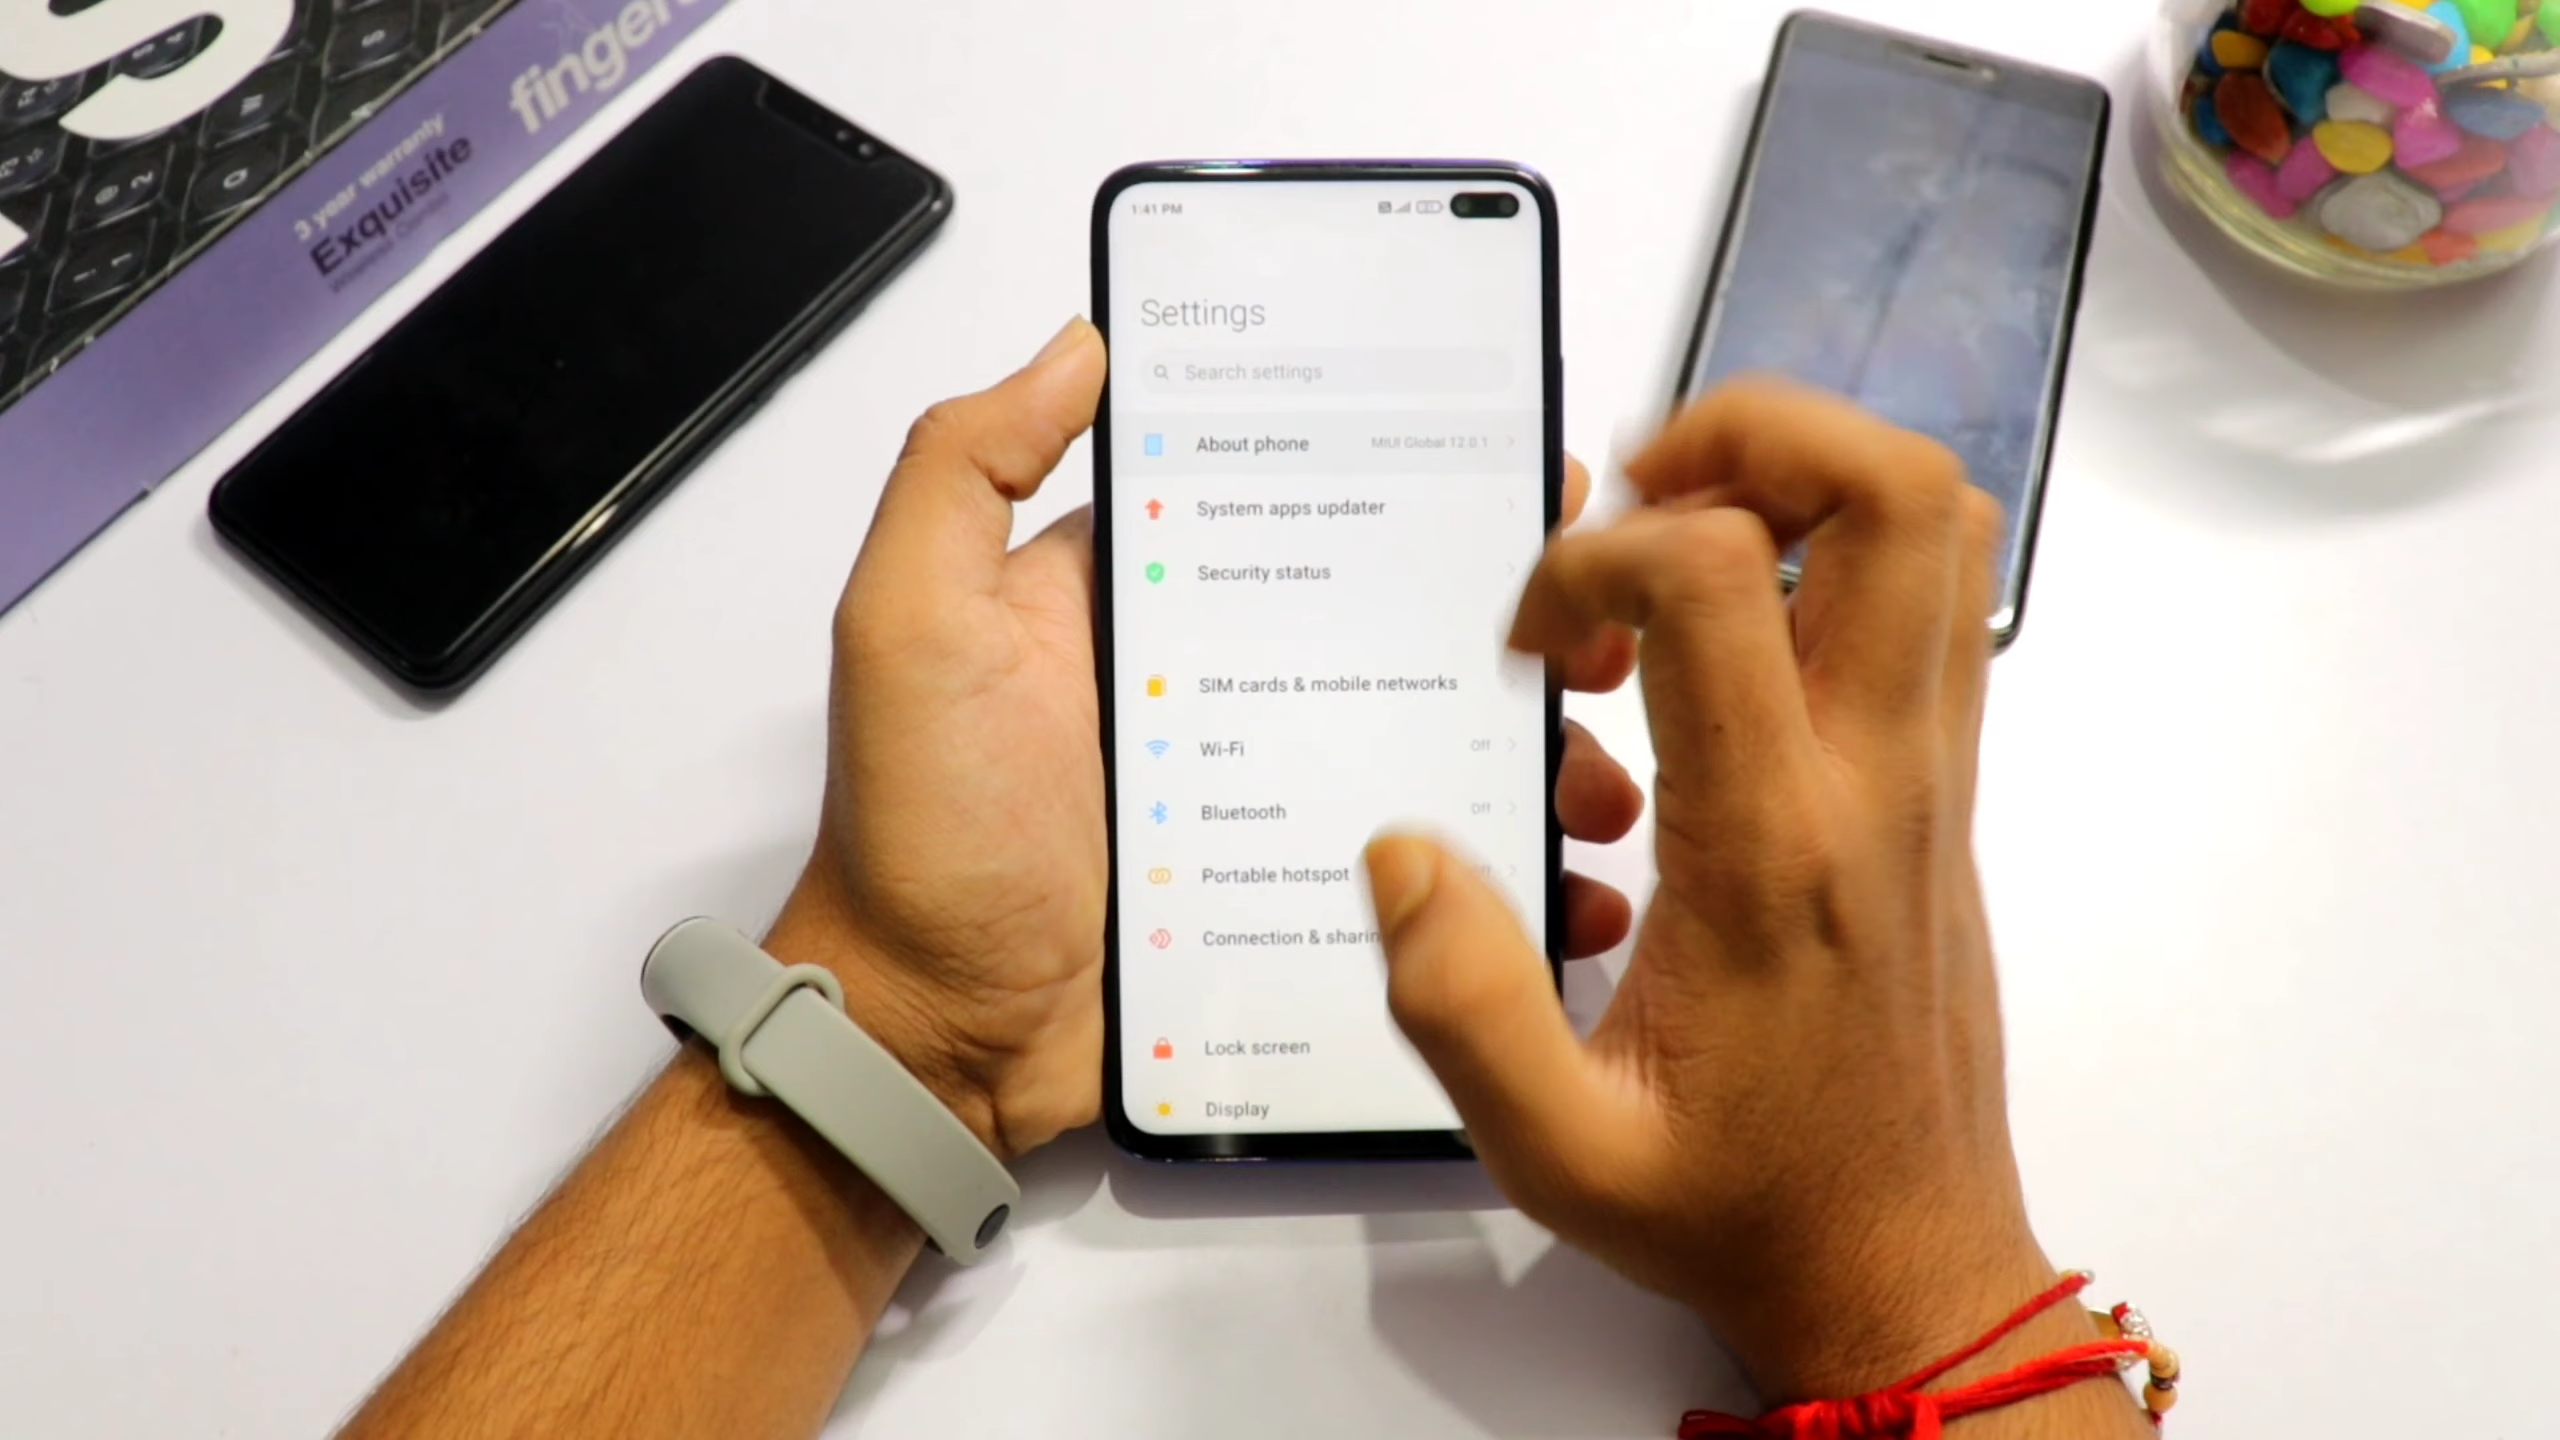 S
finger
3 year warranty
Exquisite
2
Q
1
1:41 PM
Settings
Search settings
About phone MIUI Global 12.0.1
System apps updater
Security status
SIM cards & mobile networks
Wi-Fi Off
Bluetooth Off
Portable hotspot
Connection & sharin
Lock screen
Display